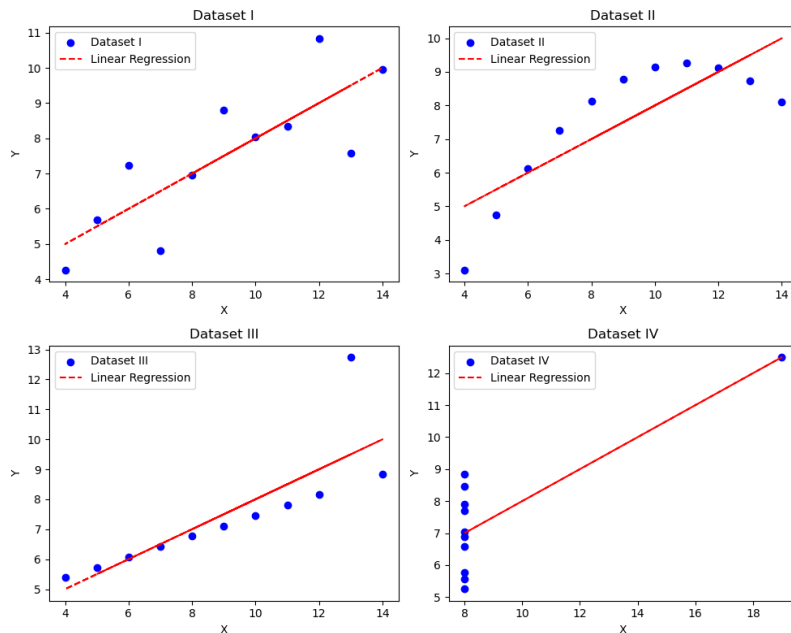 Dataset I
Dataset I
Linear Regression
11
10
9
8
7
6
5
4
Y
4 6 8 10 12 14
X
Dataset II
Dataset II
Linear Regression
10
9
8
7
6
5
4
3
Y
4 6 8 10 12 14
X
Dataset III
Dataset III
Linear Regression
13
12
11
10
9
8
7
6
5
Y
4 6 8 10 12 14
X
Dataset IV
Dataset IV
Linear Regression
12
11
10
9
8
7
6
5
Y
8 10 12 14 16 18
X